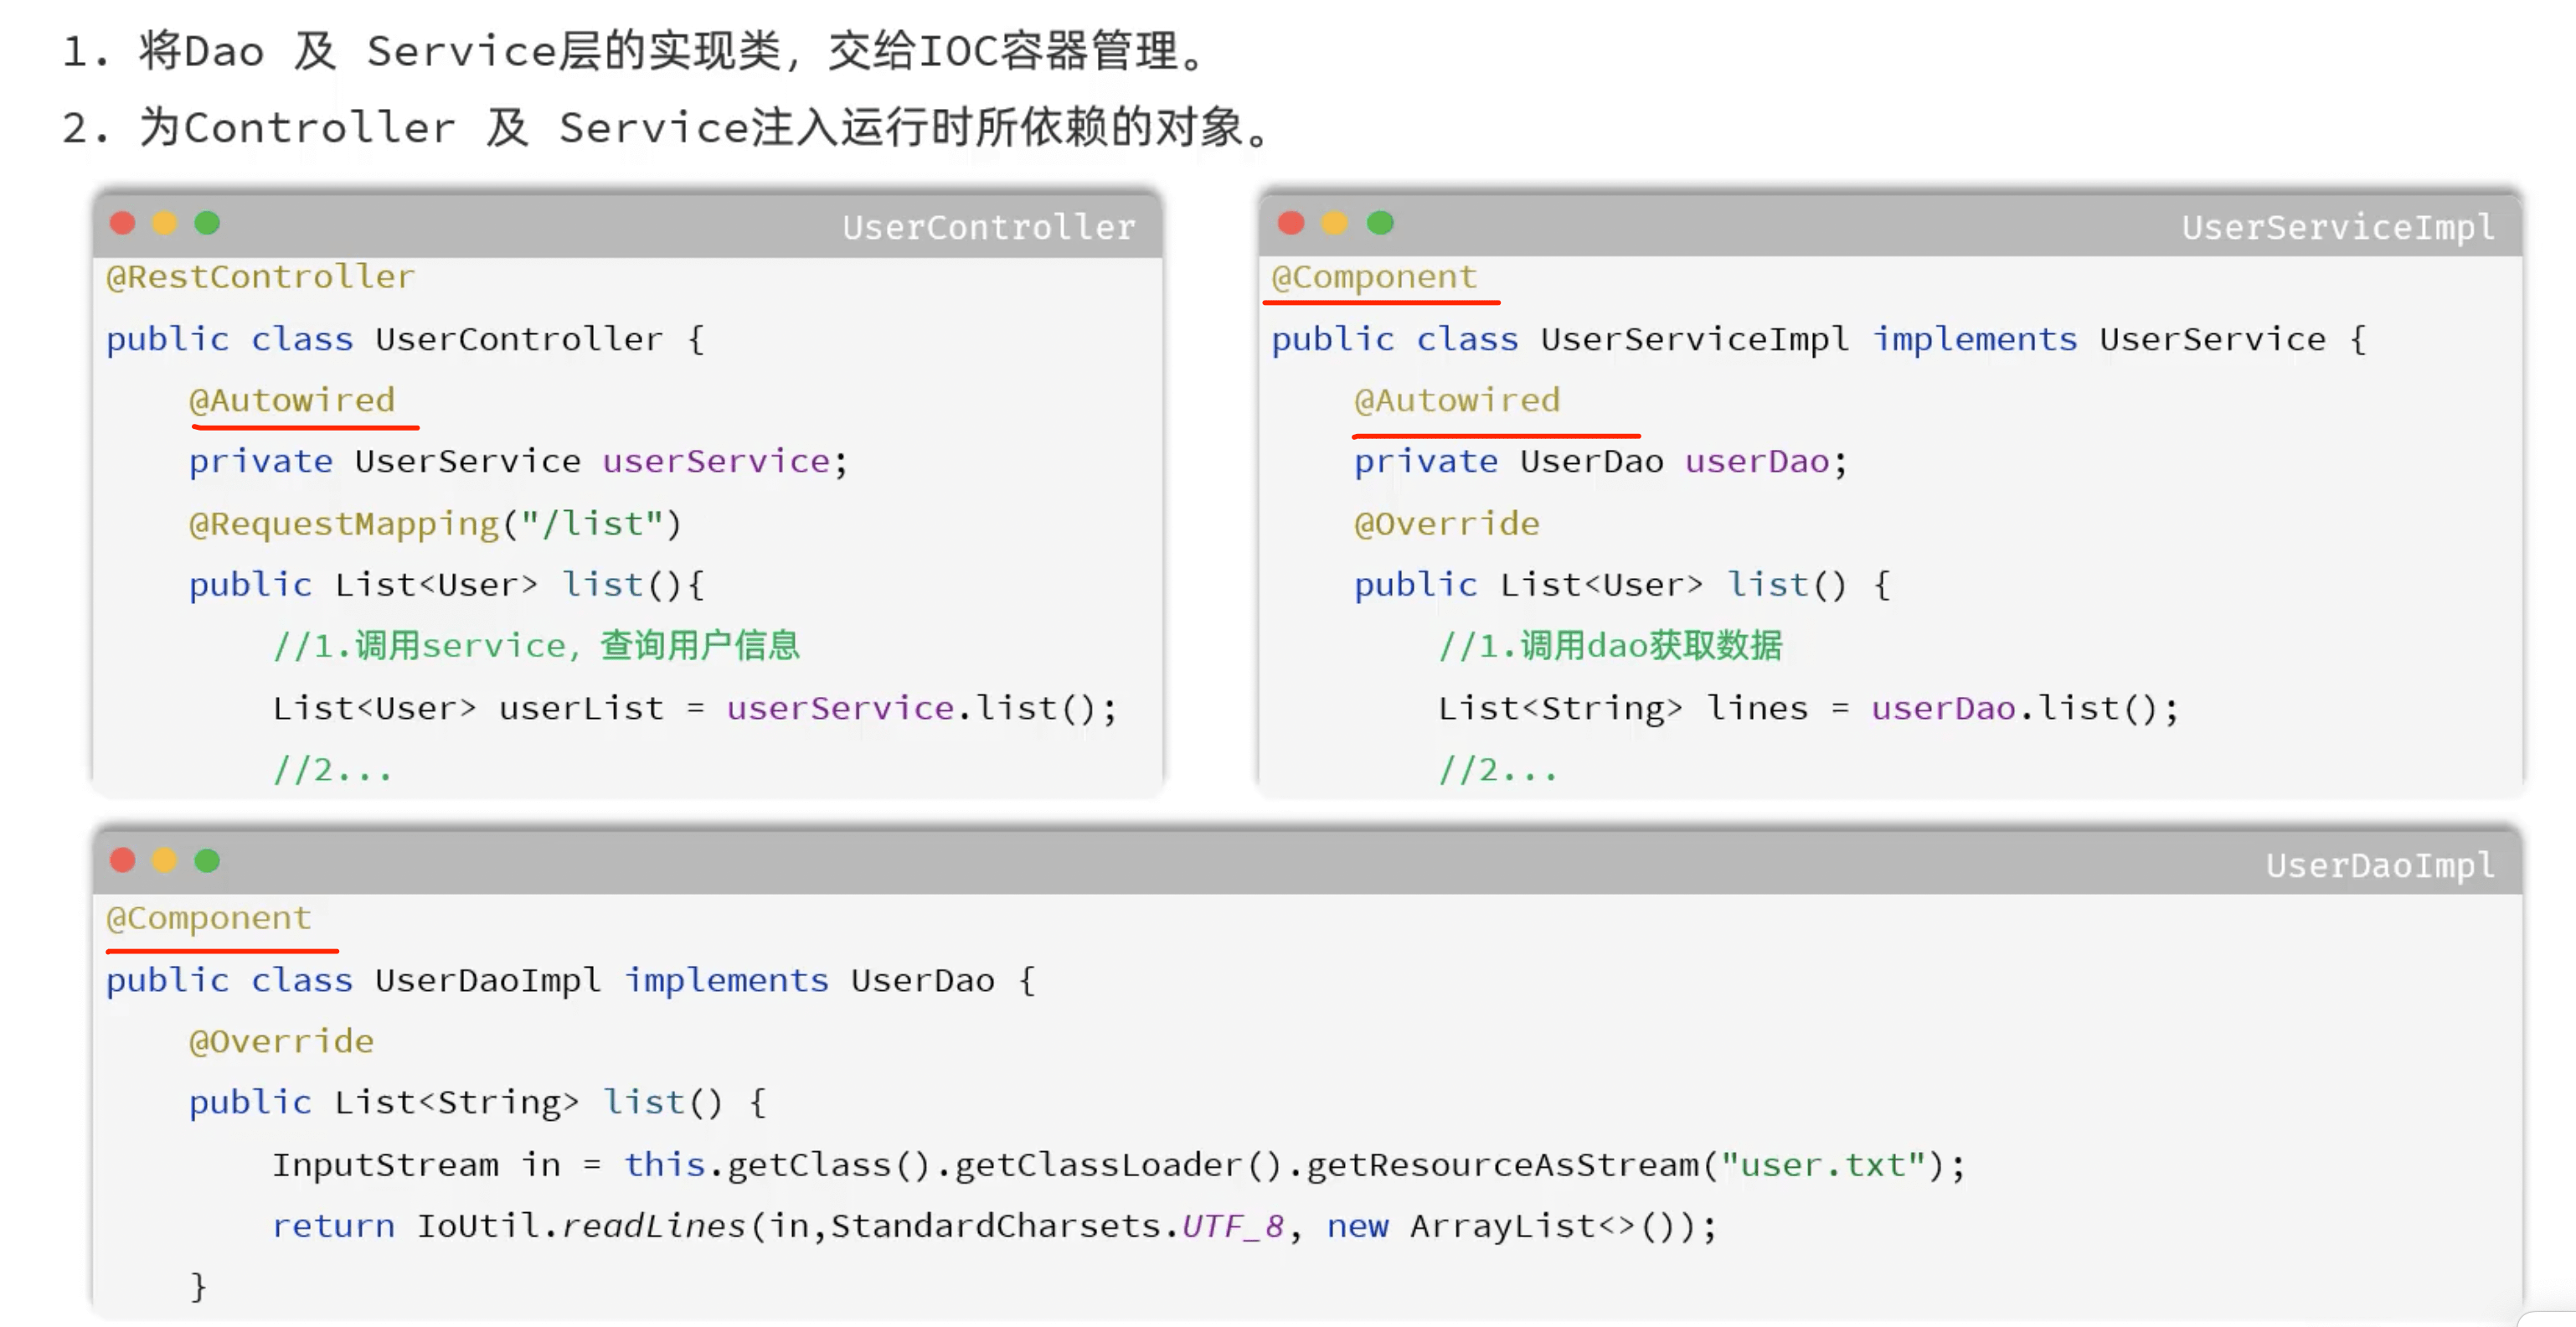 1. 将Dao 及 Service层的实现类，交给IOC容器管理。
2. 为Controller 及 Service注入运行时所依赖的对象。
UserController
@RestController
public class UserController {
@Autowired
private UserService userService;
@RequestMapping("/list")
public List<User> list(){
//1.调用service, 查询用户信息
List<User> userList = userService.list();
//2...
UserServiceImpl
@Component
public class UserServiceImpl implements UserService {
@Autowired
private UserDao userDao;
@Override
public List<User> list() {
//1.调用dao获取数据
List<String> lines = userDao.list();
//2...
UserDaoImpl
@Component
public class UserDaoImpl implements UserDao {
@Override
public List<String> list() {
InputStream in = this.getClass().getClassLoader().getResourceAsStream("user.txt");
return IoUtil.readLines(in,StandardCharsets.UTF_8, new ArrayList<>());
}